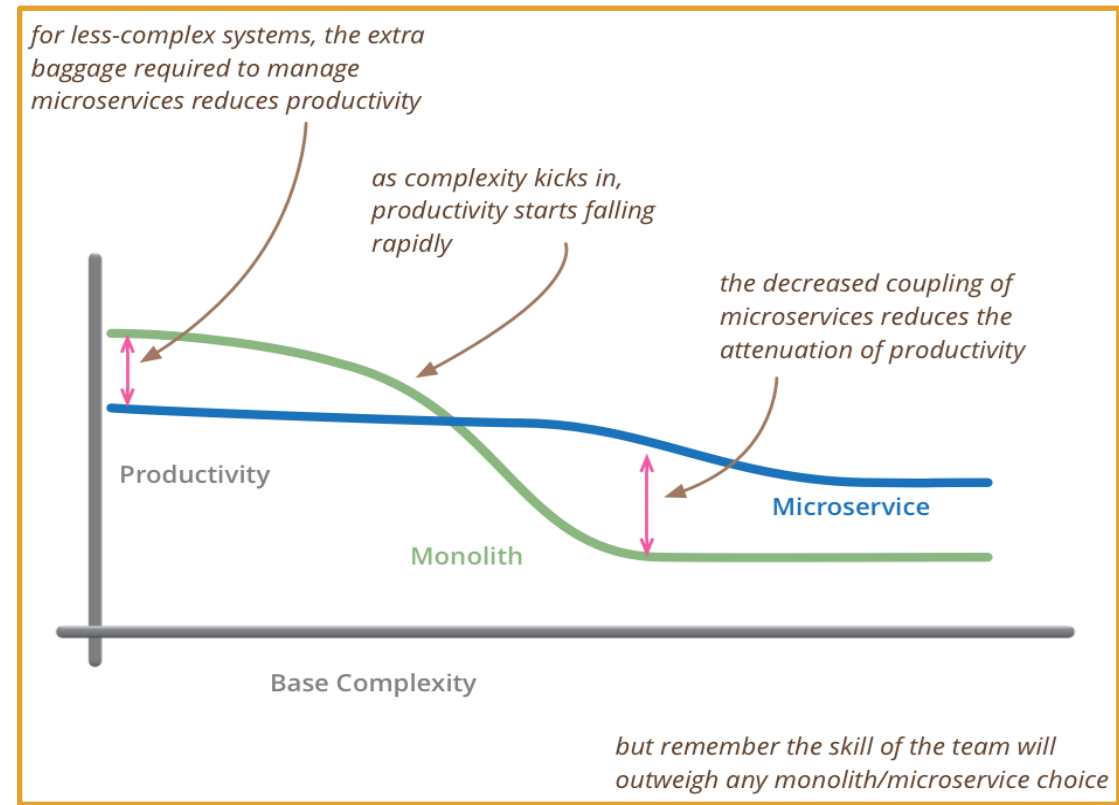 for less-complex systems, the extra
baggage required to manage
microservices reduces productivity
as complexity kicks in,
productivity starts falling
rapidly
the decreased coupling of
microservices reduces the
attenuation of productivity
Productivity
Microservice
Monolith
Base Complexity
but remember the skill of the team will
outweigh any monolith/microservice choice